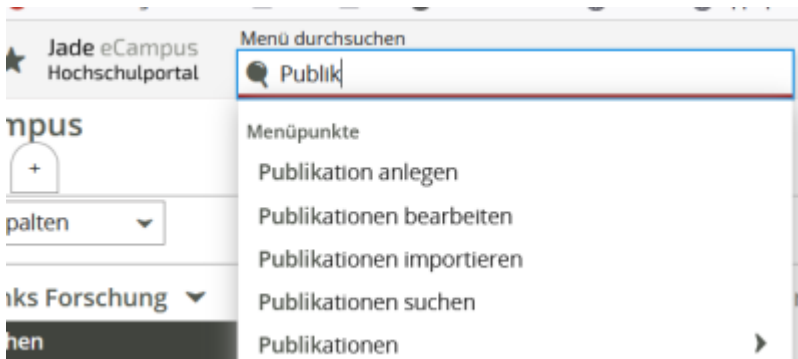 Menü durchsuchen
Jade eCampus
Hochschulportal
Publik
mpus
+
Menüpunkte
Publikation anlegen
palten
Publikationen bearbeiten
Publikationen importieren
nks Forschung
Publikationen suchen
hen
Publikationen